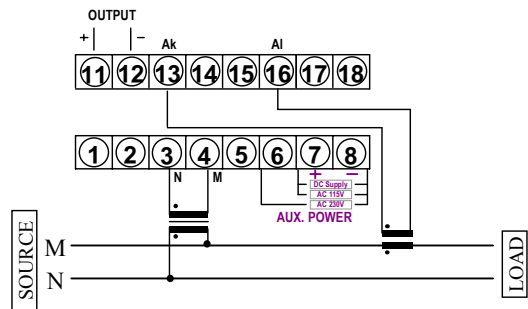 OUTPUT
+ −
Ak Al
11 12 13 14 15 16 17 18
1 2 3 4 5 6 7 8
N M + −
DC Supply
AC 115V
AC 230V
AUX. POWER
SOURCE
M
N
LOAD